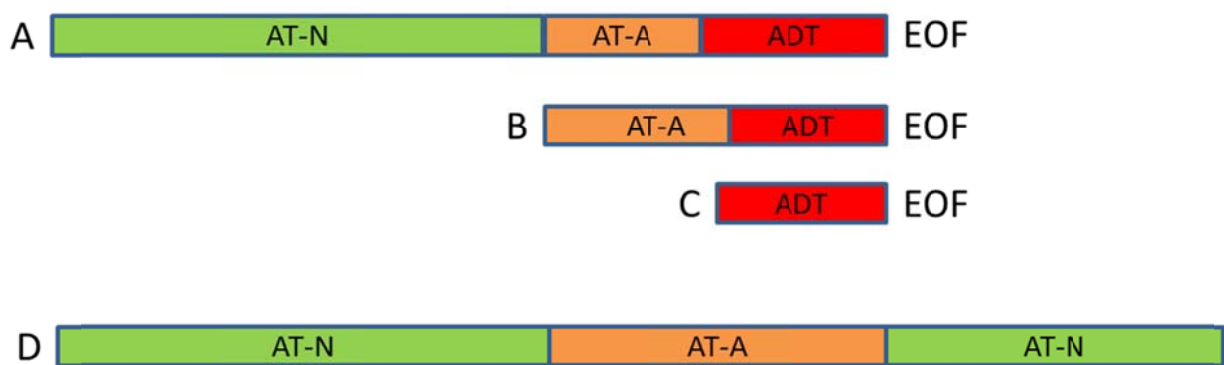 A AT-N AT-A ADT EOF
B AT-A ADT EOF
C ADT EOF
D AT-N AT-A AT-N